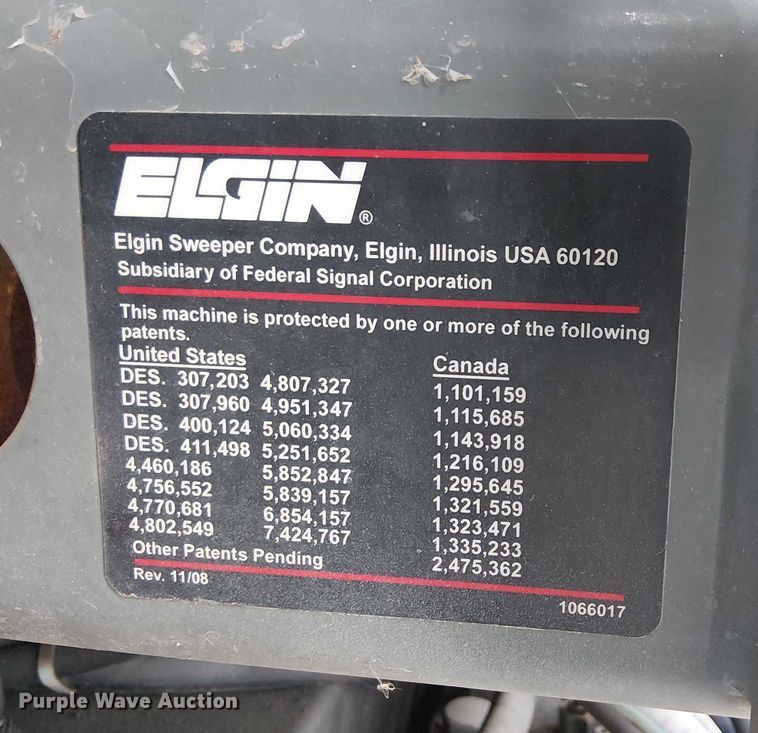 ELGIN®
Elgin Sweeper Company, Elgin, Illinois USA 60120
Subsidiary of Federal Signal Corporation
This machine is protected by one or more of the following
patents.
United States Canada
DES. 307,203 4,807,327 1,101,159
DES. 307,960 4,951,347 1,115,685
DES. 400,124 5,060,334 1,143,918
DES. 411,498 5,251,652 1,216,109
4,460,186 5,852,847 1,295,645
4,756,552 5,839,157 1,321,559
4,770,681 6,854,157 1,323,471
4,802,549 7,424,767 1,335,233
Other Patents Pending 2,475,362
Rev. 11/08 1066017
Purple Wave Auction